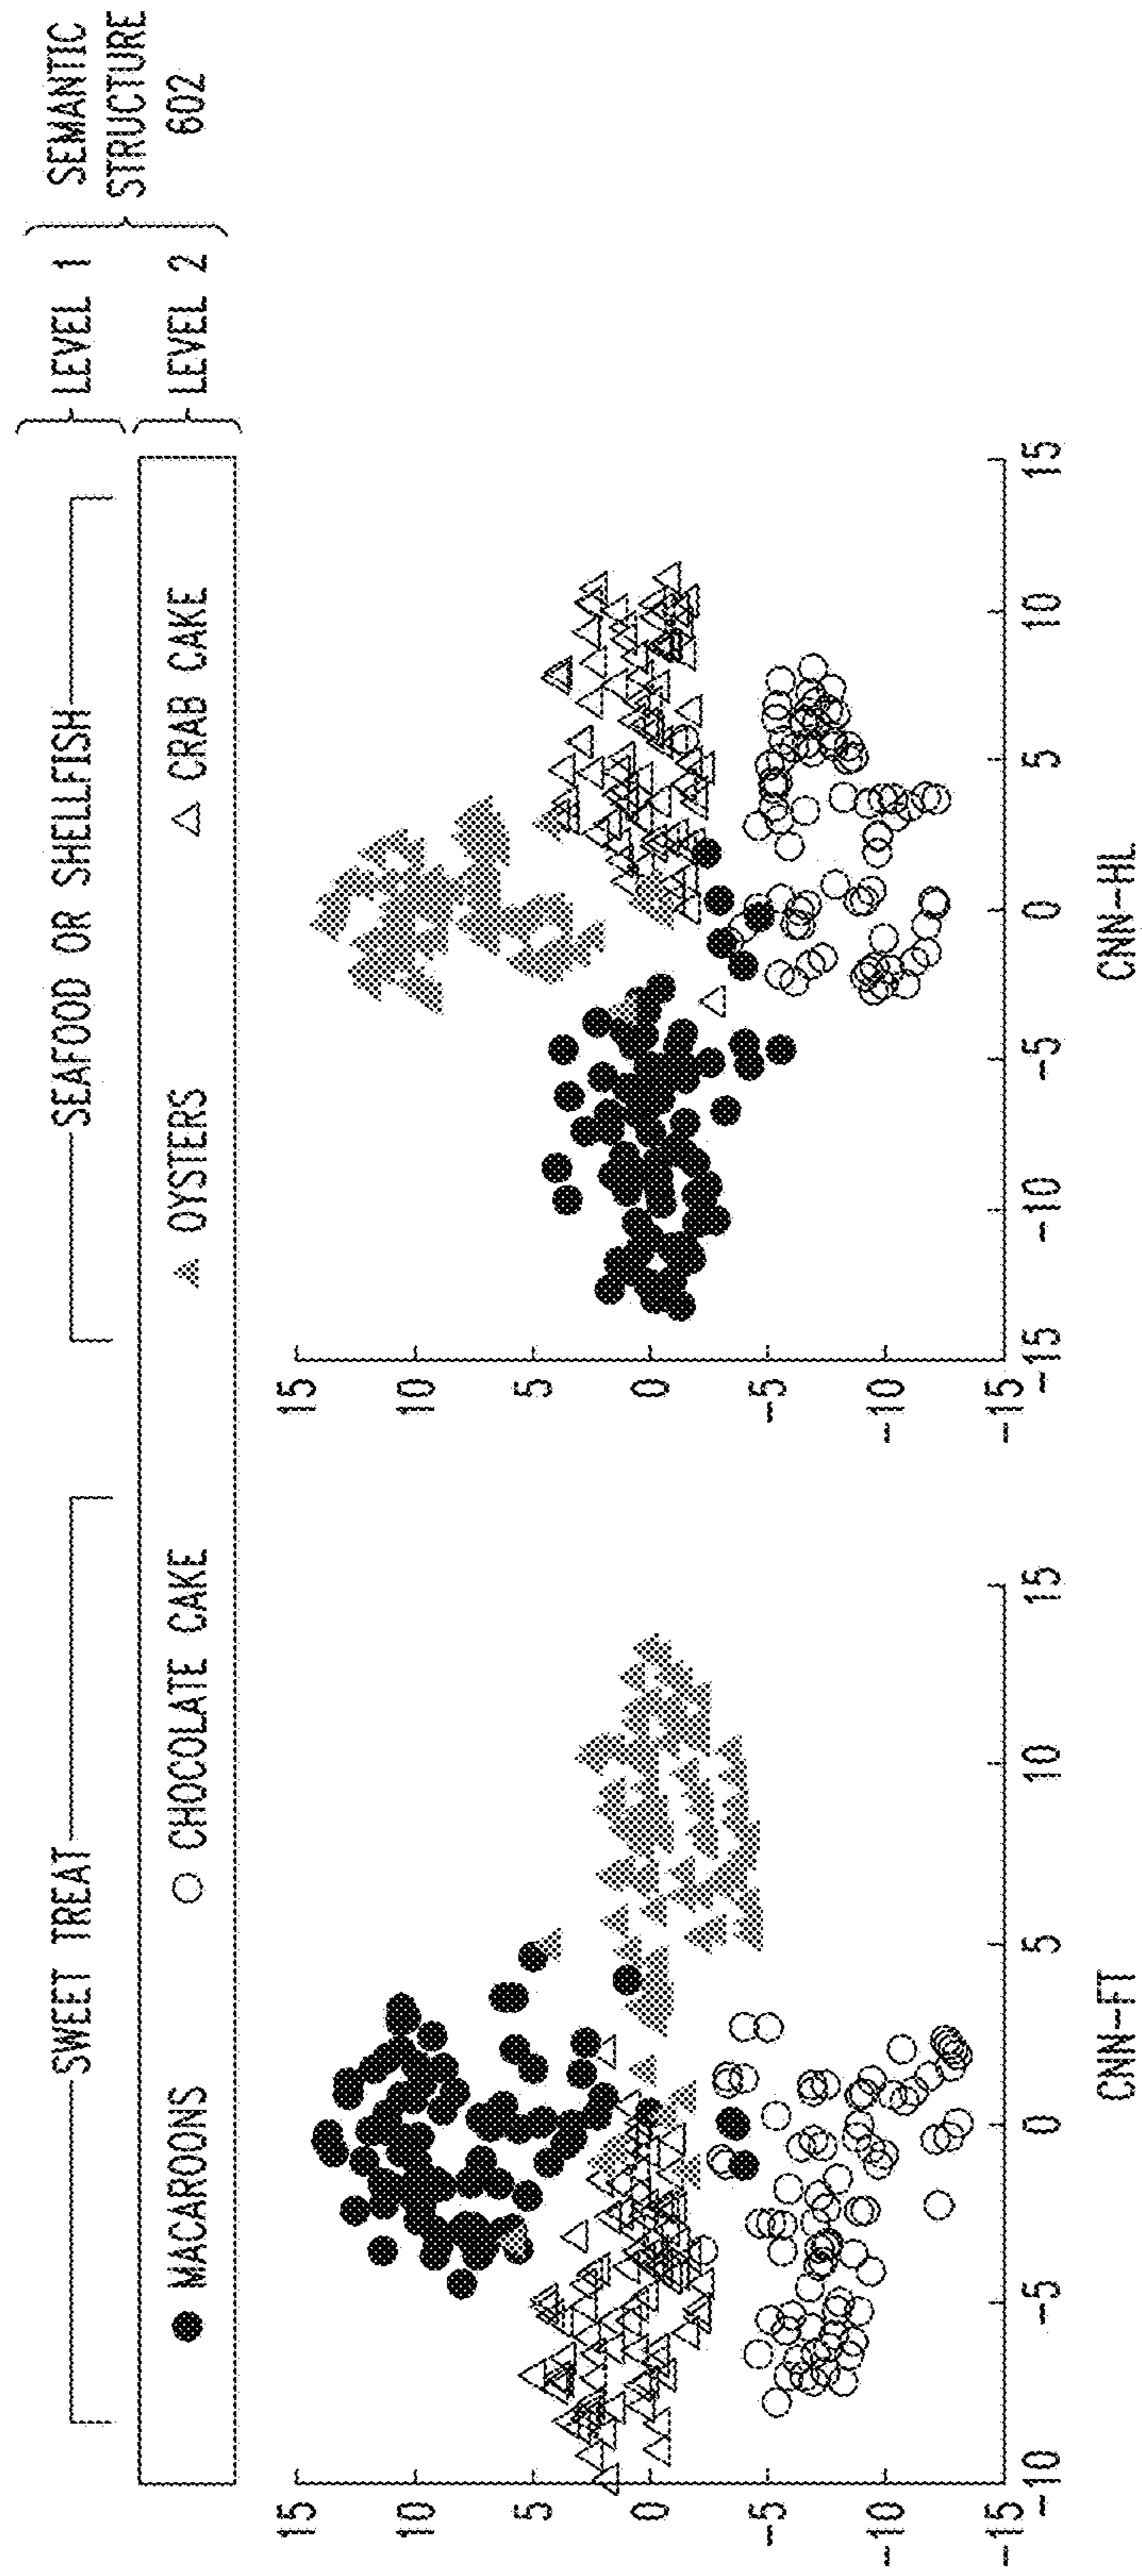 SWEET TREAT SEAFOOD OR SHELLFISH LEVEL 1 SEMANTIC STRUCTURE 602
MACAROONS CHOCOLATE CAKE OYSTERS CRAB CAKE LEVEL 2
15
10
5
0
-5
-10
-15
-10 -5 0 5 10 15
CNN-FT
15
10
5
0
-5
-10
-15
-15 -10 -5 0 5 10 15
CNN-HL